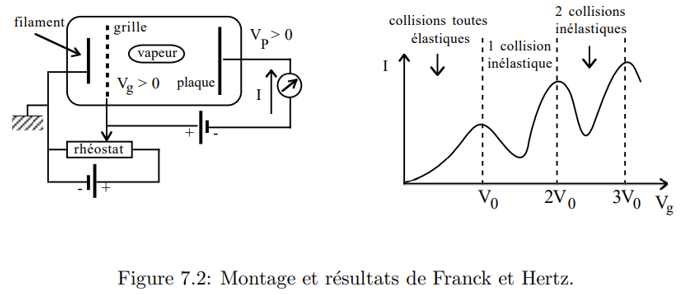 filament
grille
vapeur
V_p > 0
V_g > 0
plaque
I
+
-
rhéostat
-
+
collisions toutes
élastiques
1 collision
inélastique
2 collisions
inélastiques
I
V_0
2V_0
3V_0
V_g
Figure 7.2: Montage et résultats de Franck et Hertz.